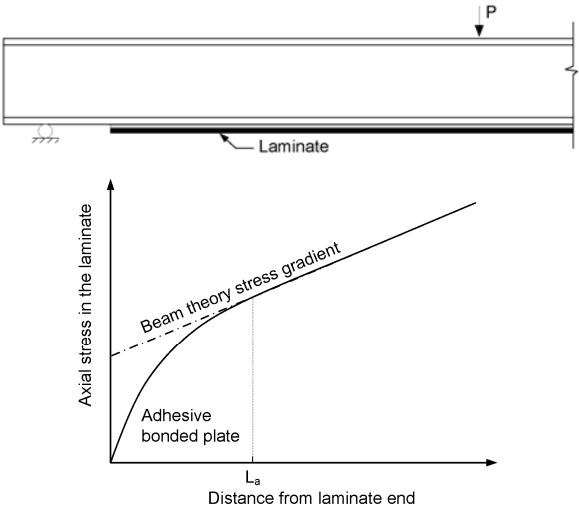 P
Laminate
Axial stress in the laminate
Beam theory stress gradient
Adhesive
bonded plate
La
Distance from laminate end